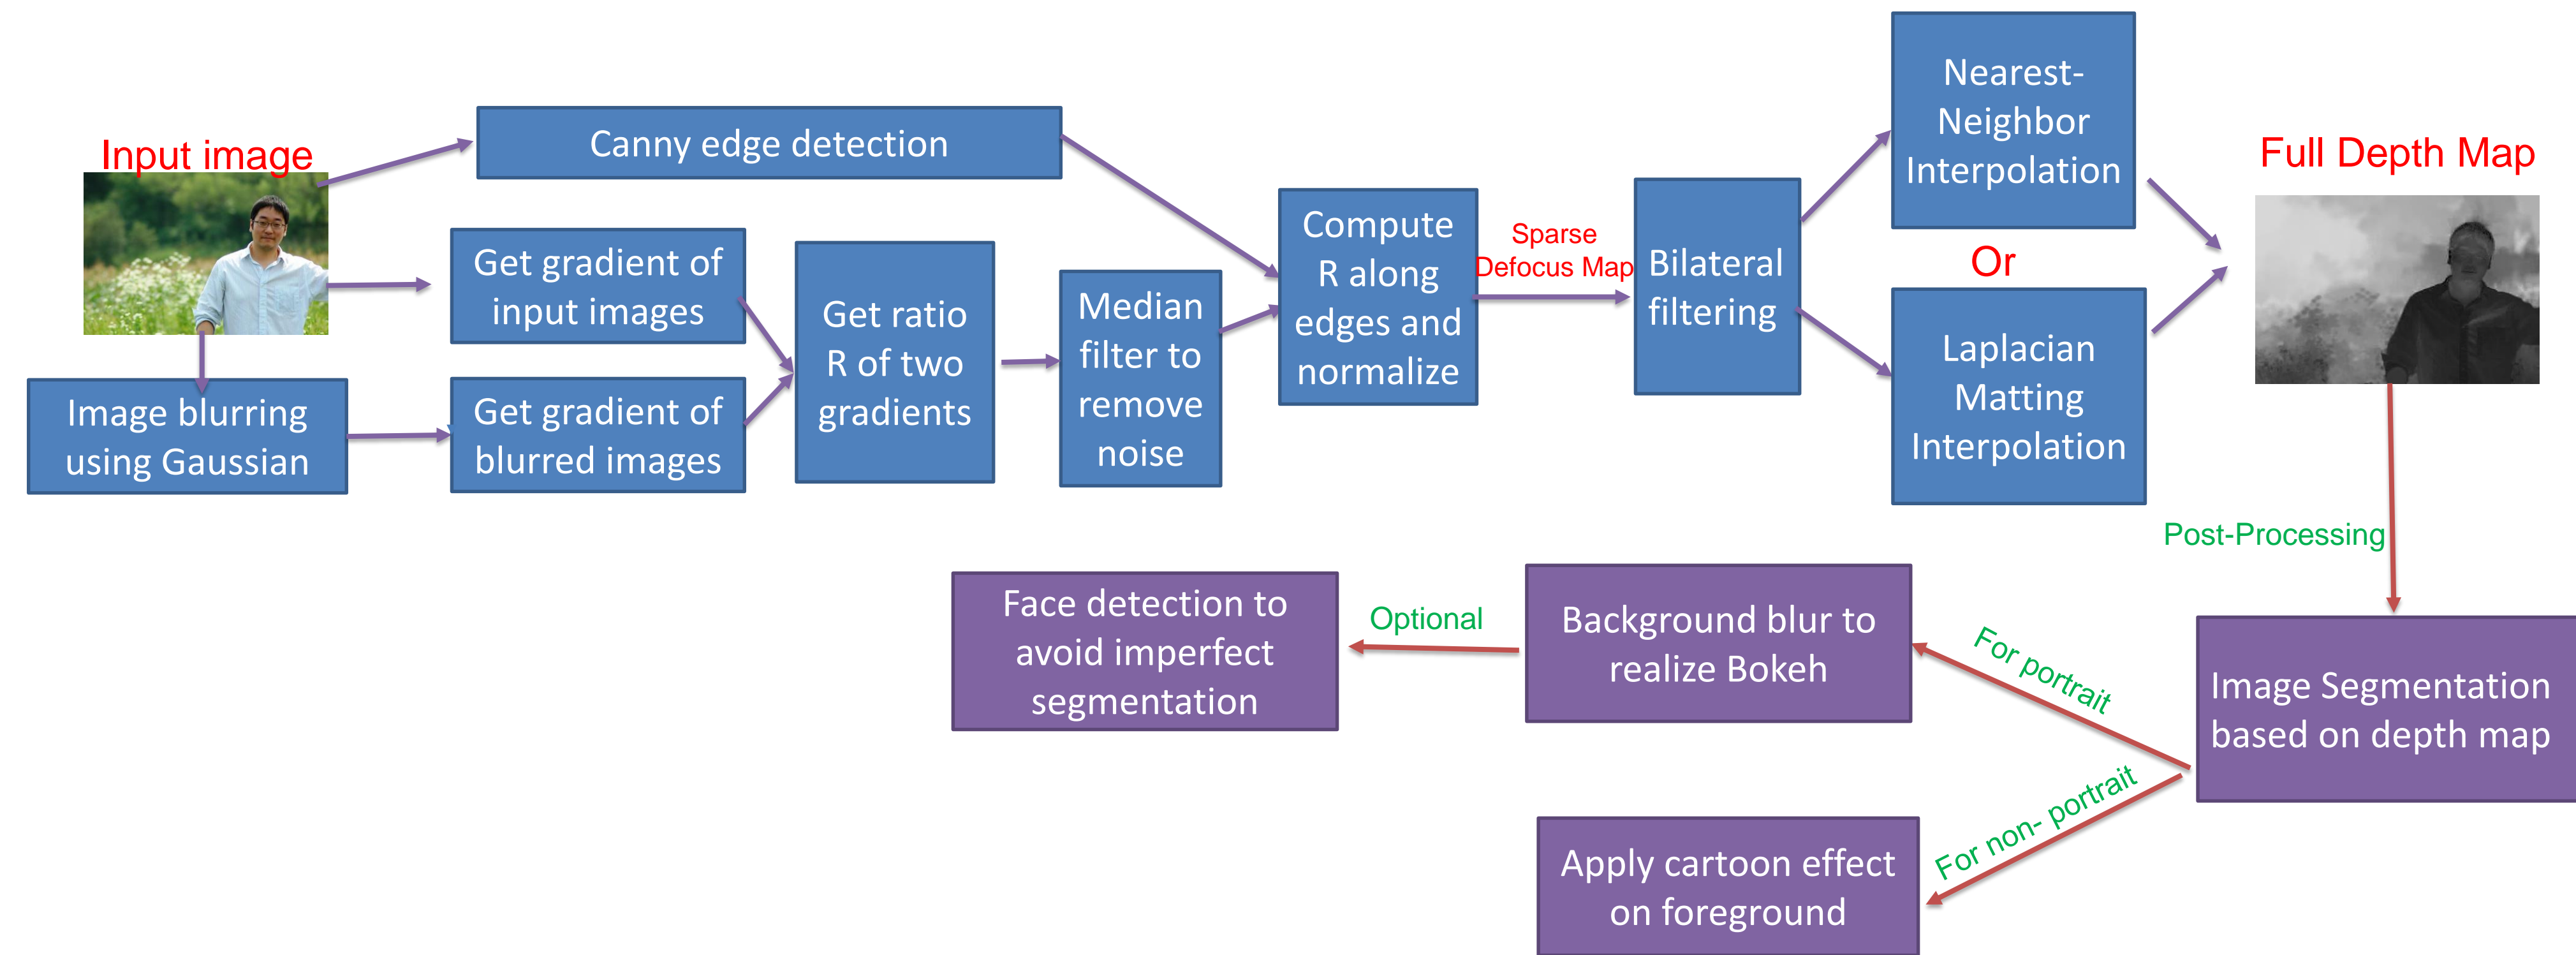 Input image
Canny edge detection
Get gradient of
input images
Image blurring
using Gaussian
Get gradient of
blurred images
Get ratio
R of two
gradients
Median
filter to
remove
noise
Compute
R along
edges and
normalize
Sparse
Defocus Map
Bilateral
filtering
Nearest-
Neighbor
Interpolation
Or
Laplacian
Matting
Interpolation
Full Depth Map
Post-Processing
Image Segmentation
based on depth map
For portrait
Background blur to
realize Bokeh
Optional
Face detection to
avoid imperfect
segmentation
For non- portrait
Apply cartoon effect
on foreground